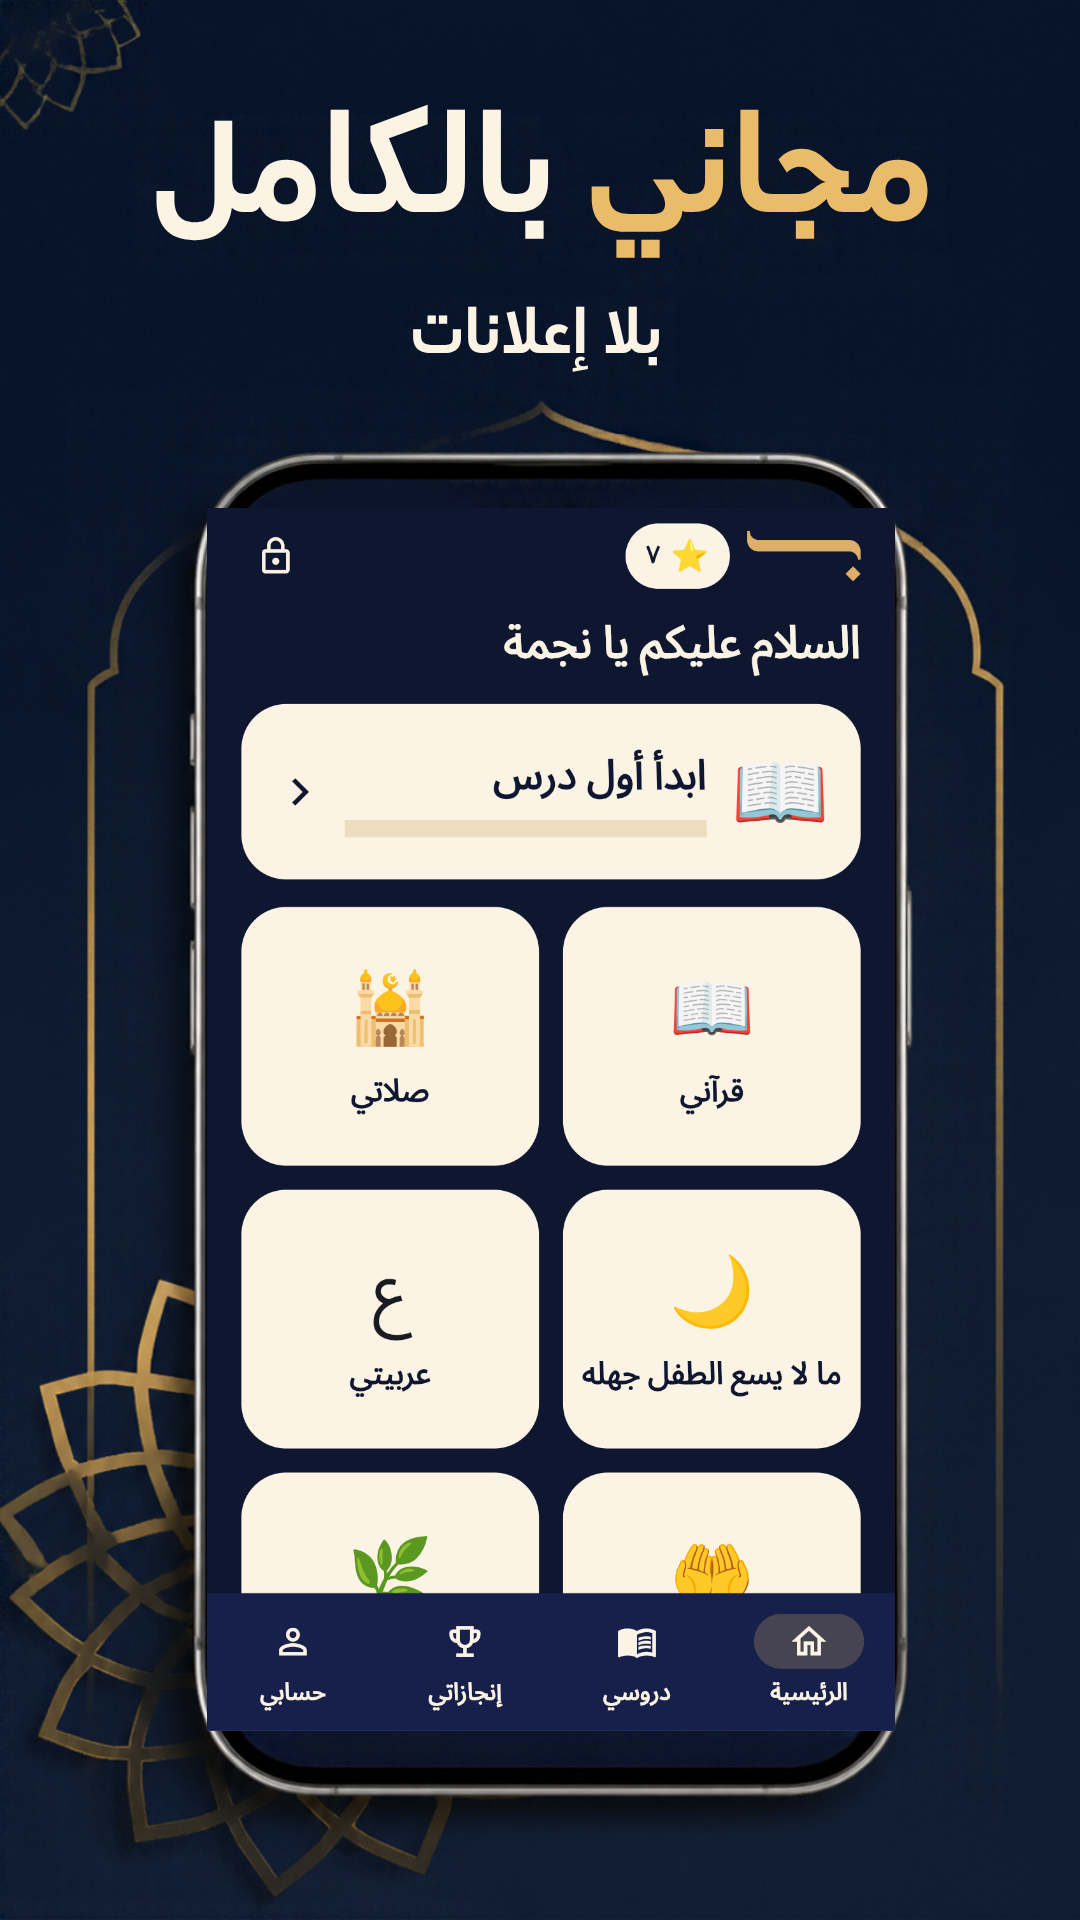 مجاني بالكامل
بلا إعلانات
٧
السلام عليكم يا نجمة
ابدأ أول درس
قرآني
صلاتي
ما لا يسع الطفل جهله
ع
عربيتي
الرئيسية
دروسي
إنجازاتي
حسابي